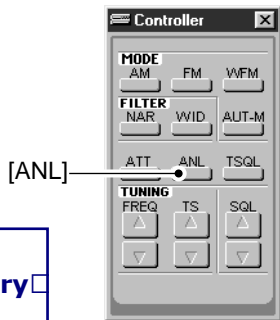 Controller
MODE
AM FM WFM
FILTER
NAR WID AUT-M
[ANL]
ATT ANL TSQL
TUNING
FREQ TS SQL
ry